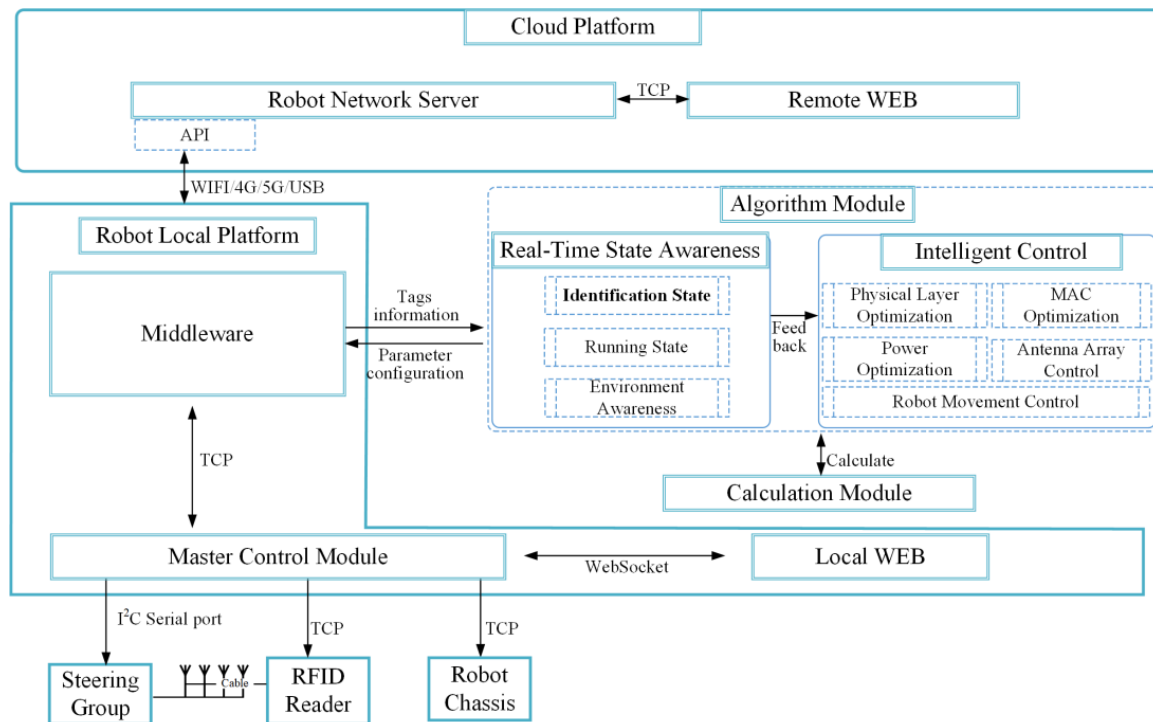 Cloud Platform
Robot Network Server
TCP
Remote WEB
API
WIFI/4G/5G/USB
Robot Local Platform
Middleware
Tags
information
Parameter
configuration
Algorithm Module
Real-Time State Awareness
Identification State
Running State
Environment
Awareness
Feed
back
Intelligent Control
Physical Layer
Optimization
MAC
Optimization
Power
Optimization
Antenna Array
Control
Robot Movement Control
TCP
Calculate
Calculation Module
Master Control Module
WebSocket
Local WEB
I²C Serial port
TCP
TCP
Steering
Group
Cable
RFID
Reader
Robot
Chassis